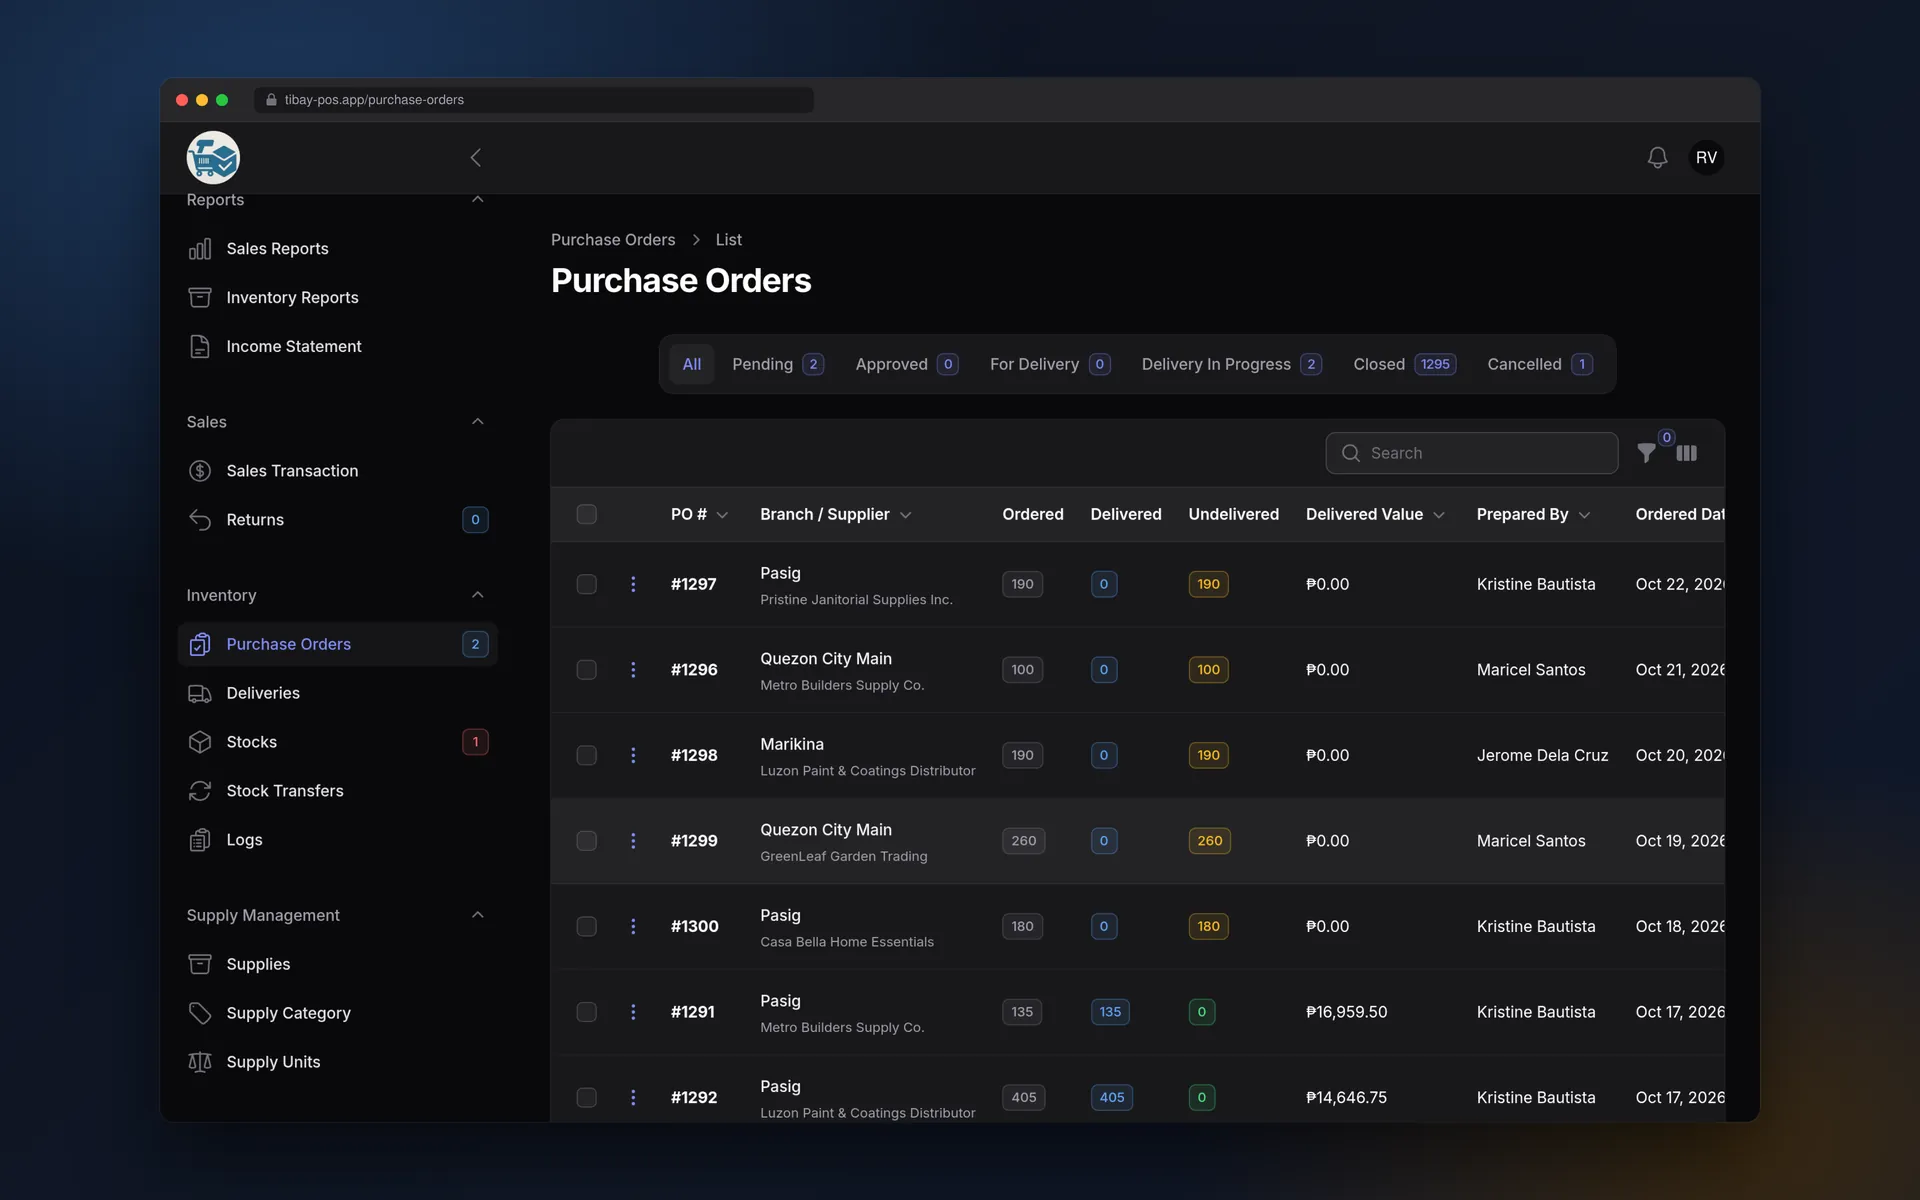 tibay-pos.app/purchase-orders
RV
Reports
Sales Reports
Inventory Reports
Income Statement
Sales
Sales Transaction
Returns 0
Inventory
Purchase Orders 2
Deliveries
Stocks 1
Stock Transfers
Logs
Supply Management
Supplies
Supply Category
Supply Units
Purchase Orders > List
Purchase Orders
All Pending 2 Approved 0 For Delivery 0 Delivery In Progress 2 Closed 1295 Cancelled 1
Search 0
PO # Branch / Supplier Ordered Delivered Undelivered Delivered Value Prepared By Ordered Dat
#1297 Pasig 190 0 190 ₱0.00 Kristine Bautista Oct 22, 2026
Pristine Janitorial Supplies Inc.
#1296 Quezon City Main 100 0 100 ₱0.00 Maricel Santos Oct 21, 2026
Metro Builders Supply Co.
#1298 Marikina 190 0 190 ₱0.00 Jerome Dela Cruz Oct 20, 2026
Luzon Paint & Coatings Distributor
#1299 Quezon City Main 260 0 260 ₱0.00 Maricel Santos Oct 19, 2026
GreenLeaf Garden Trading
#1300 Pasig 180 0 180 ₱0.00 Kristine Bautista Oct 18, 2026
Casa Bella Home Essentials
#1291 Pasig 135 135 0 ₱16,959.50 Kristine Bautista Oct 17, 2026
Metro Builders Supply Co.
#1292 Pasig 405 405 0 ₱14,646.75 Kristine Bautista Oct 17, 2026
Luzon Paint & Coatings Distributor